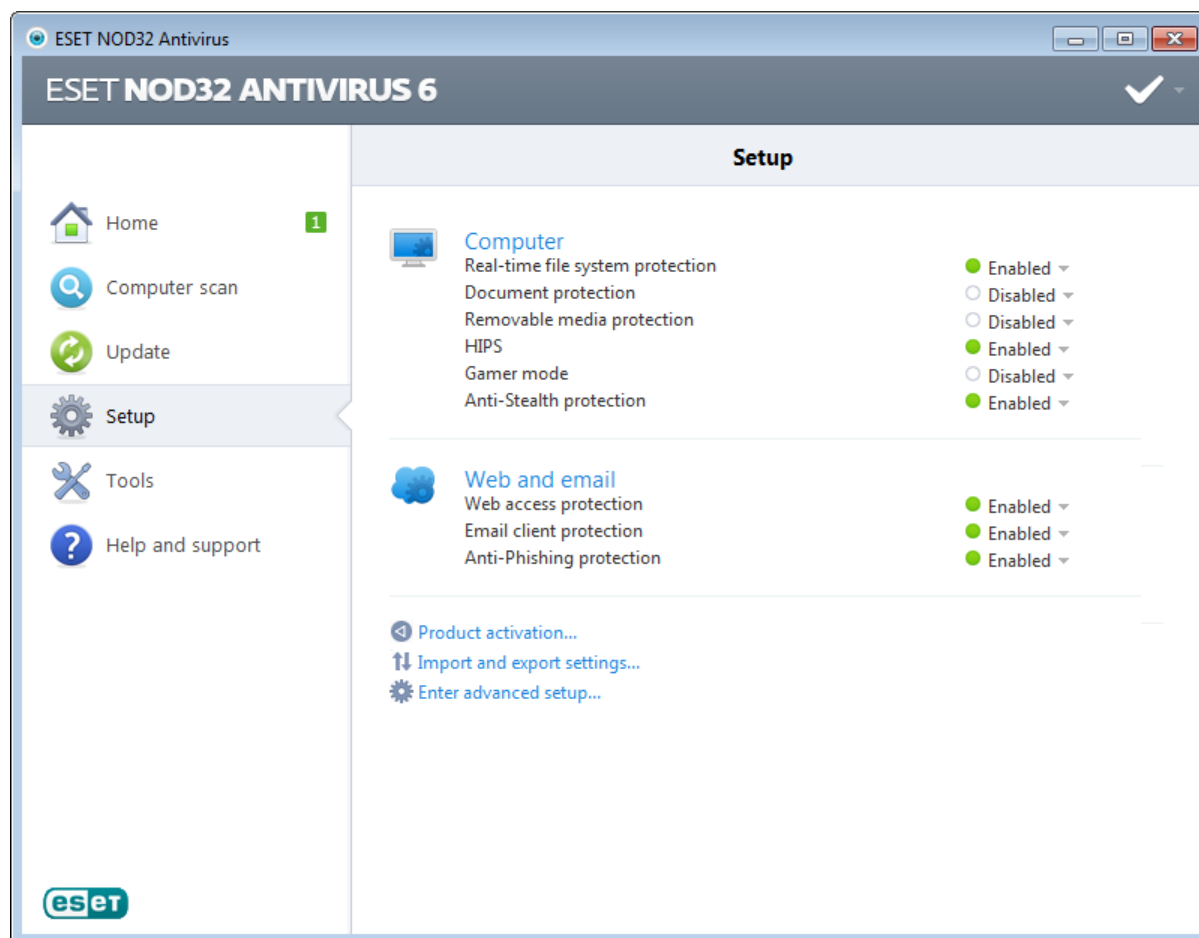 ESET NOD32 Antivirus
ESET NOD32 ANTIVIRUS 6
Setup
Home 1
Computer scan
Update
Setup
Tools
Help and support
Computer
Real-time file system protection Enabled
Document protection Disabled
Removable media protection Disabled
HIPS Enabled
Gamer mode Disabled
Anti-Stealth protection Enabled
Web and email
Web access protection Enabled
Email client protection Enabled
Anti-Phishing protection Enabled
Product activation...
Import and export settings...
Enter advanced setup...
eset